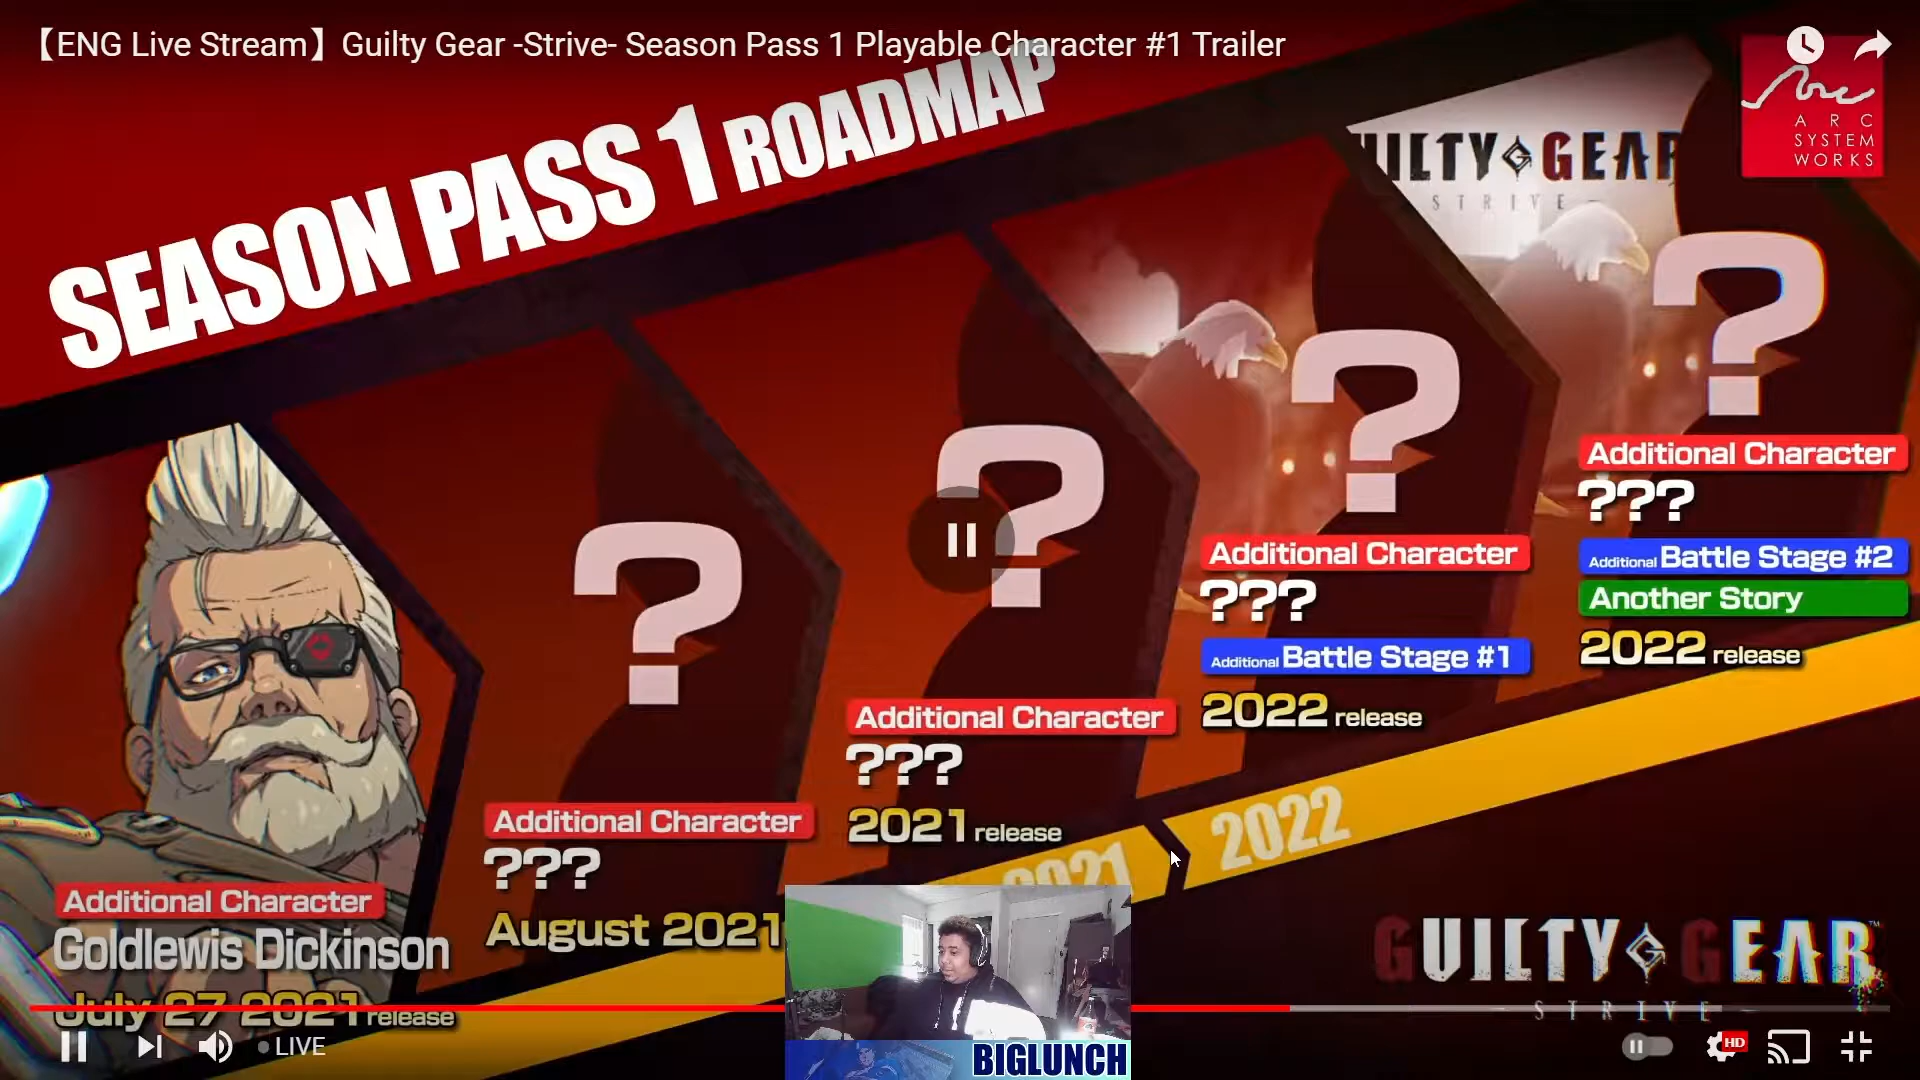 【ENG Live Stream】Guilty Gear -Strive- Season Pass 1 Playable Character #1 Trailer
SEASON PASS 1 ROADMAP
GUILTY GEAR
STRIVE
ARC
SYSTEM
WORKS
Additional Character
Goldlewis Dickinson
July 27 2021 release
Additional Character
???
August 2021
Additional Character
???
2021 release
Additional Character
???
Additional Battle Stage #1
2022 release
Additional Character
???
Additional Battle Stage #2
Another Story
2022 release
2021
2022
GUILTY GEAR™
STRIVE
LIVE
HD
BIGLUNCH